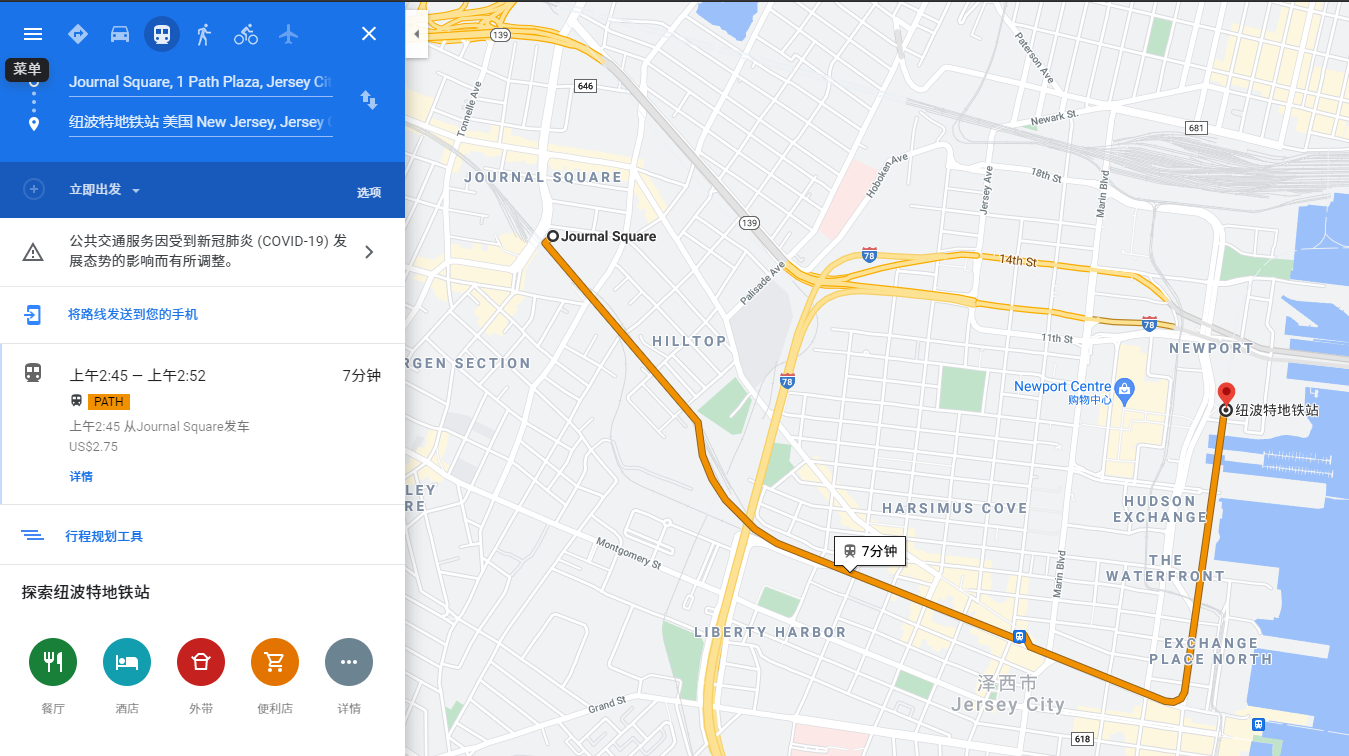 菜单
Journal Square, 1 Path Plaza, Jersey Cit
纽波特地铁站 美国 New Jersey, Jersey
立即出发
选项
公共交通服务因受到新冠肺炎 (COVID-19) 发
展态势的影响而有所调整。
将路线发送到您的手机
上午2:45 – 上午2:52
7分钟
PATH
上午2:45 从Journal Square发车
US$2.75
详情
行程规划工具
探索纽波特地铁站
餐厅
酒店
外带
便利店
详情
139
646
Paterson Ave
Tonnelle Ave
Newark St.
681
JOURNAL SQUARE
Hoboken Ave
18th St
Jersey Ave
Marin Blvd
139
Journal Square
78
14th St
Palisade Ave
78
11th St
HILLTOP
NEWPORT
RGEN SECTION
78
Newport Centre
购物中心
纽波特地铁站
LEY
RE
HARSIMUS COVE
HUDSON
EXCHANGE
Montgomery St
7分钟
THE
WATERFRONT
Marin Blvd
LIBERTY HARBOR
EXCHANGE
PLACE NORTH
泽西市
Jersey City
Grand St
618